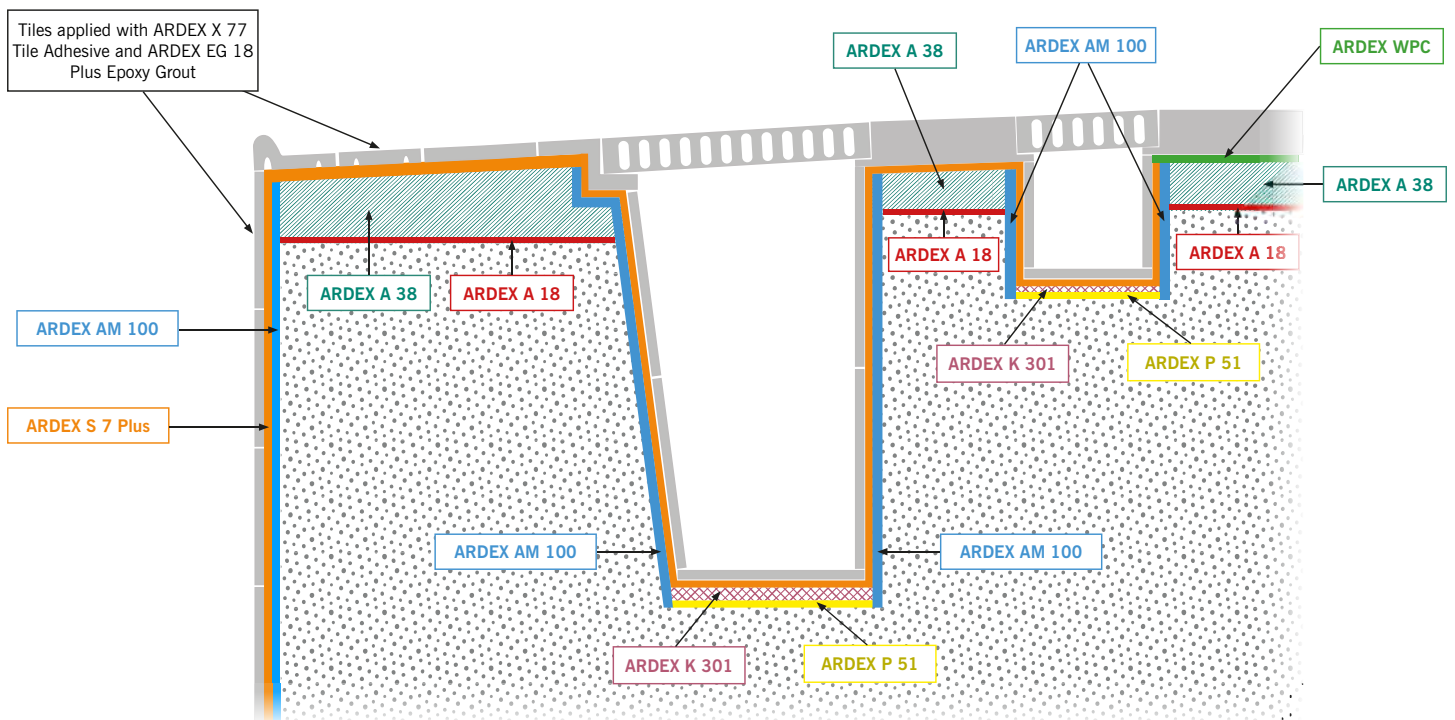 Tiles applied with ARDEX X 77
Tile Adhesive and ARDEX EG 18
Plus Epoxy Grout
ARDEX A 38
ARDEX AM 100
ARDEX WPC
ARDEX A 38
ARDEX A 18
ARDEX A 18
ARDEX A 38
ARDEX A 18
ARDEX AM 100
ARDEX K 301
ARDEX P 51
ARDEX S 7 Plus
ARDEX AM 100
ARDEX AM 100
ARDEX K 301
ARDEX P 51